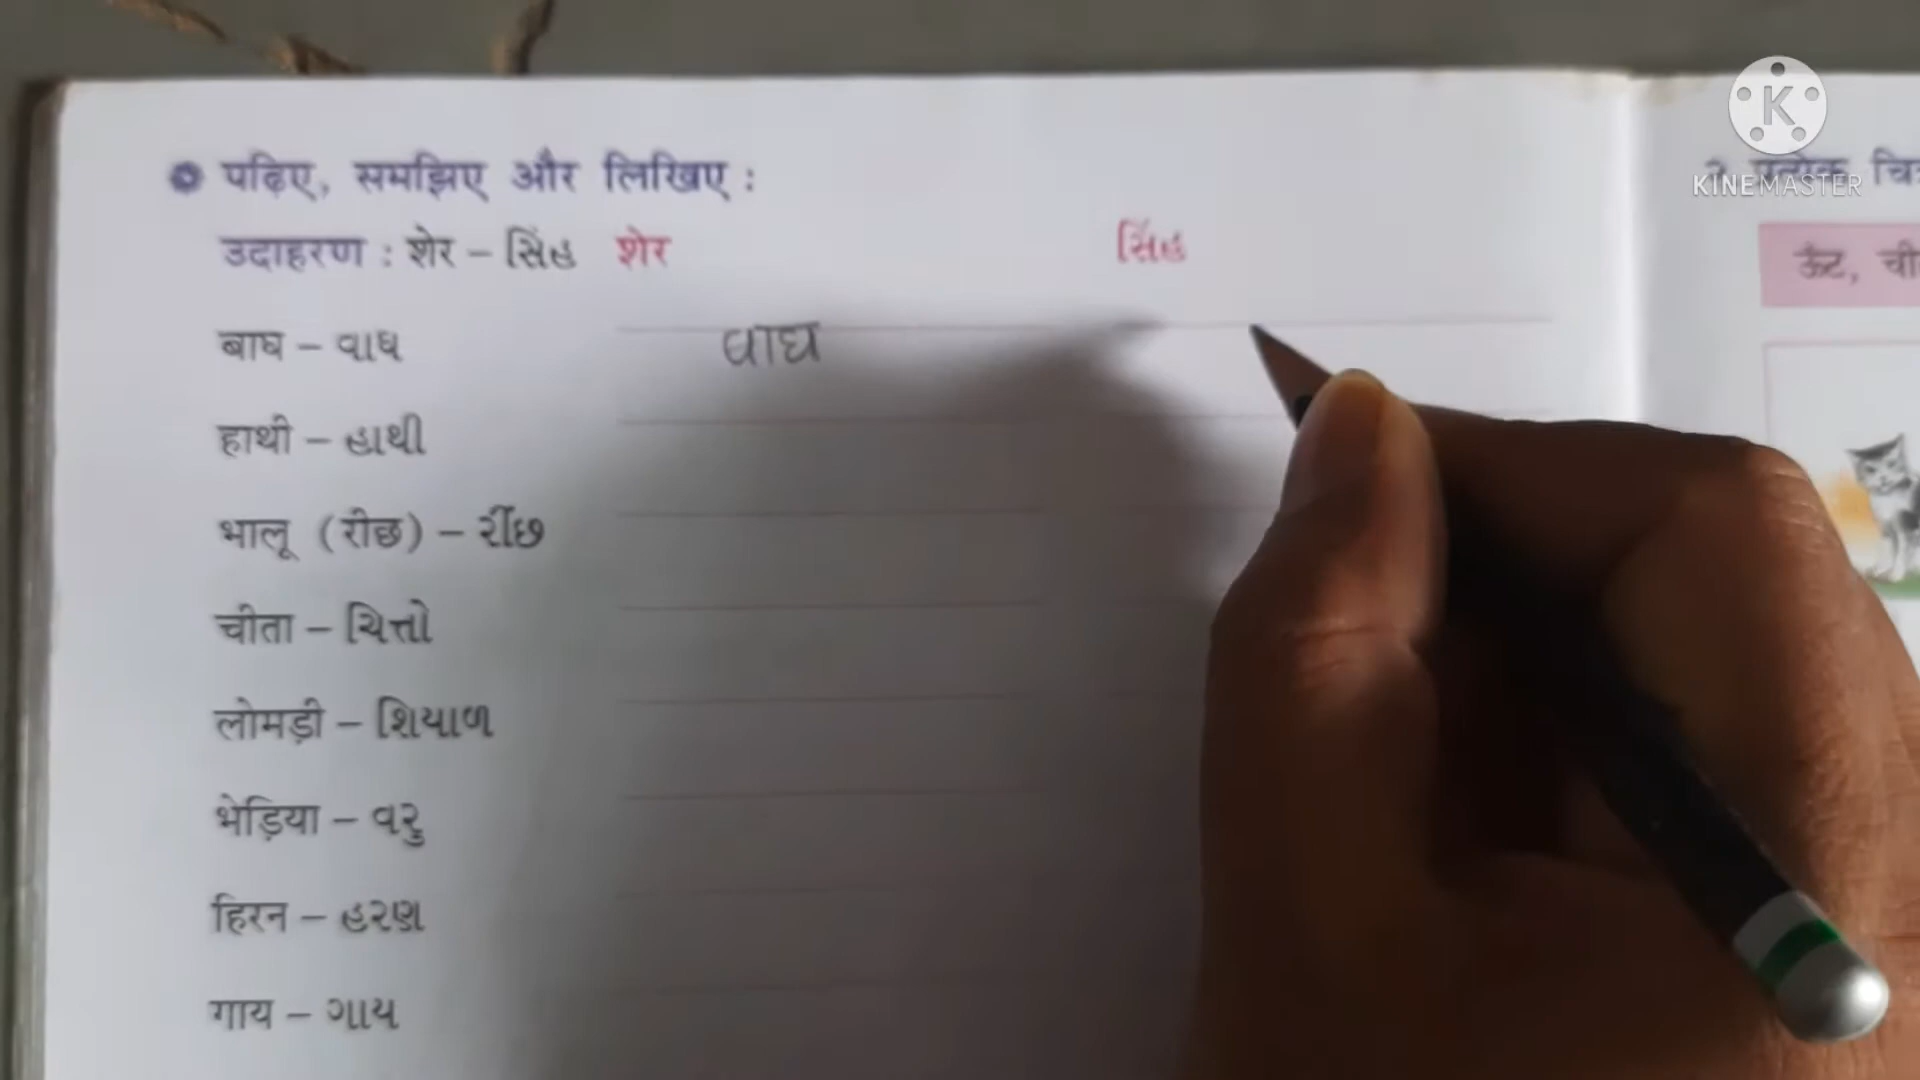 पढ़िए, समझिए और लिखिए :
उदाहरण : शेर – સિંહ शेर સિંહ
बाघ – વાઘ
हाथी – હાથી
भालू (रीछ) – રીંછ
चीता – ચિત્તો
लोमड़ी – શિયાળ
भेड़िया – વરુ
हिरन – હરણ
गाय – ગાય
ऊँट,
KINEMASTER